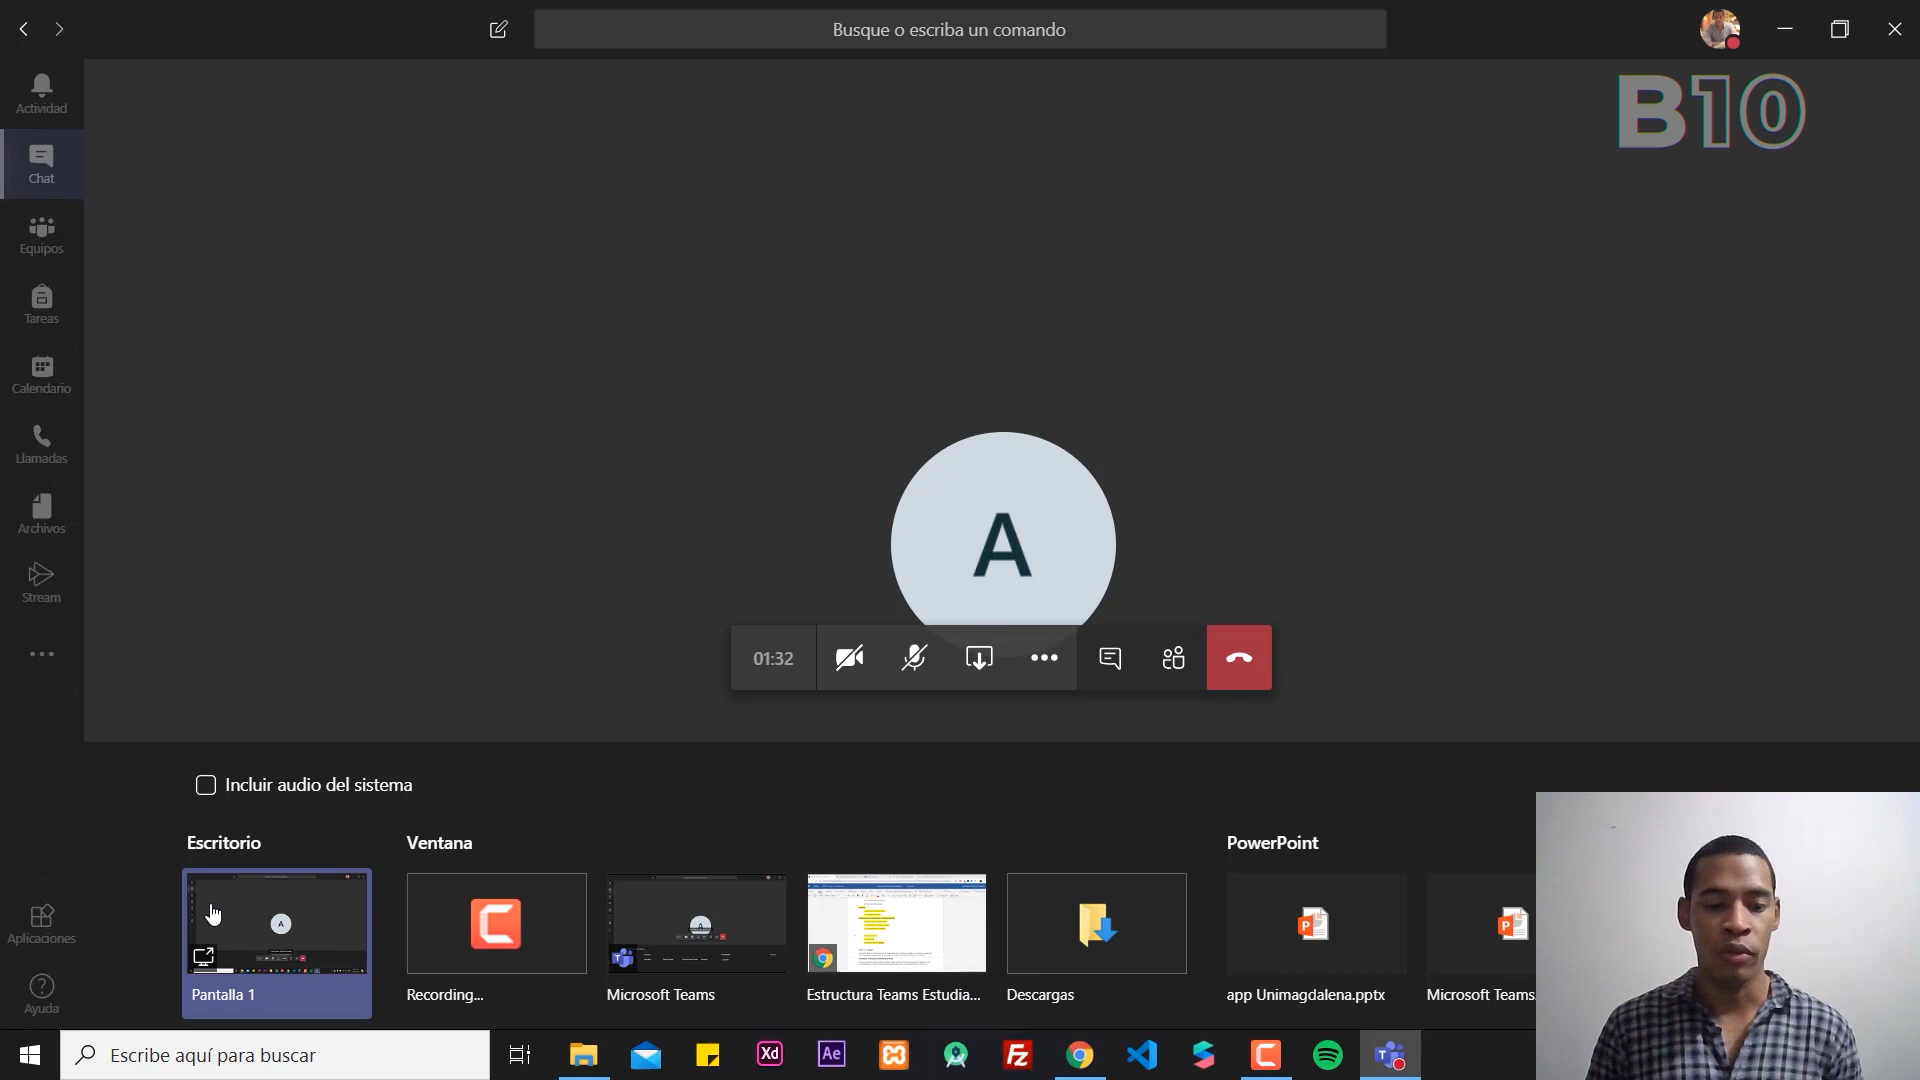 Busque o escriba un comando
B10
Actividad
Chat
Equipos
Tareas
Calendario
Llamadas
Archivos
Stream
Aplicaciones
Ayuda
A
01:32
Incluir audio del sistema
Escritorio
Ventana
PowerPoint
A
Pantalla 1
Recording...
Microsoft Teams
Estructura Teams Estudia...
Descargas
app Unimagdalena.pptx
Microsoft Teams
Escribe aquí para buscar
Xd
Ae